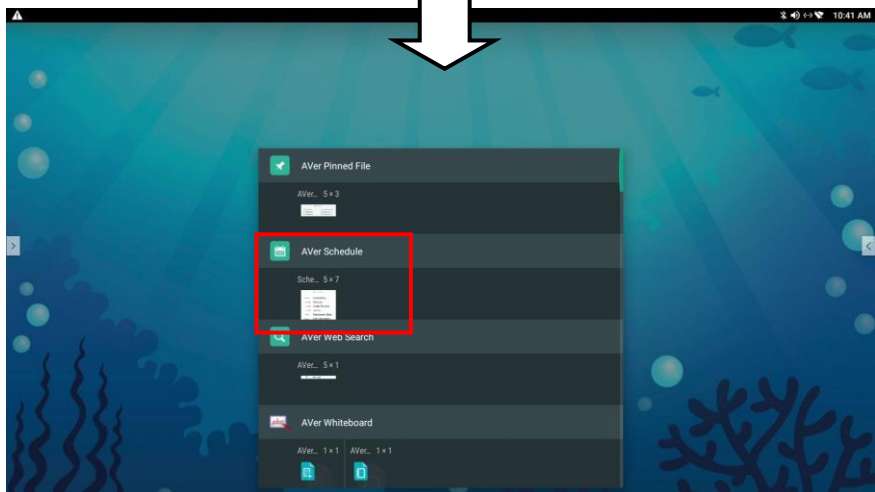 10:41 AM
AVer Pinned File
AVer... 5 × 3
AVer Schedule
Sche... 5 × 7
AVer Web Search
AVer... 5 × 1
AVer Whiteboard
AVer... 1 × 1 AVer... 1 × 1